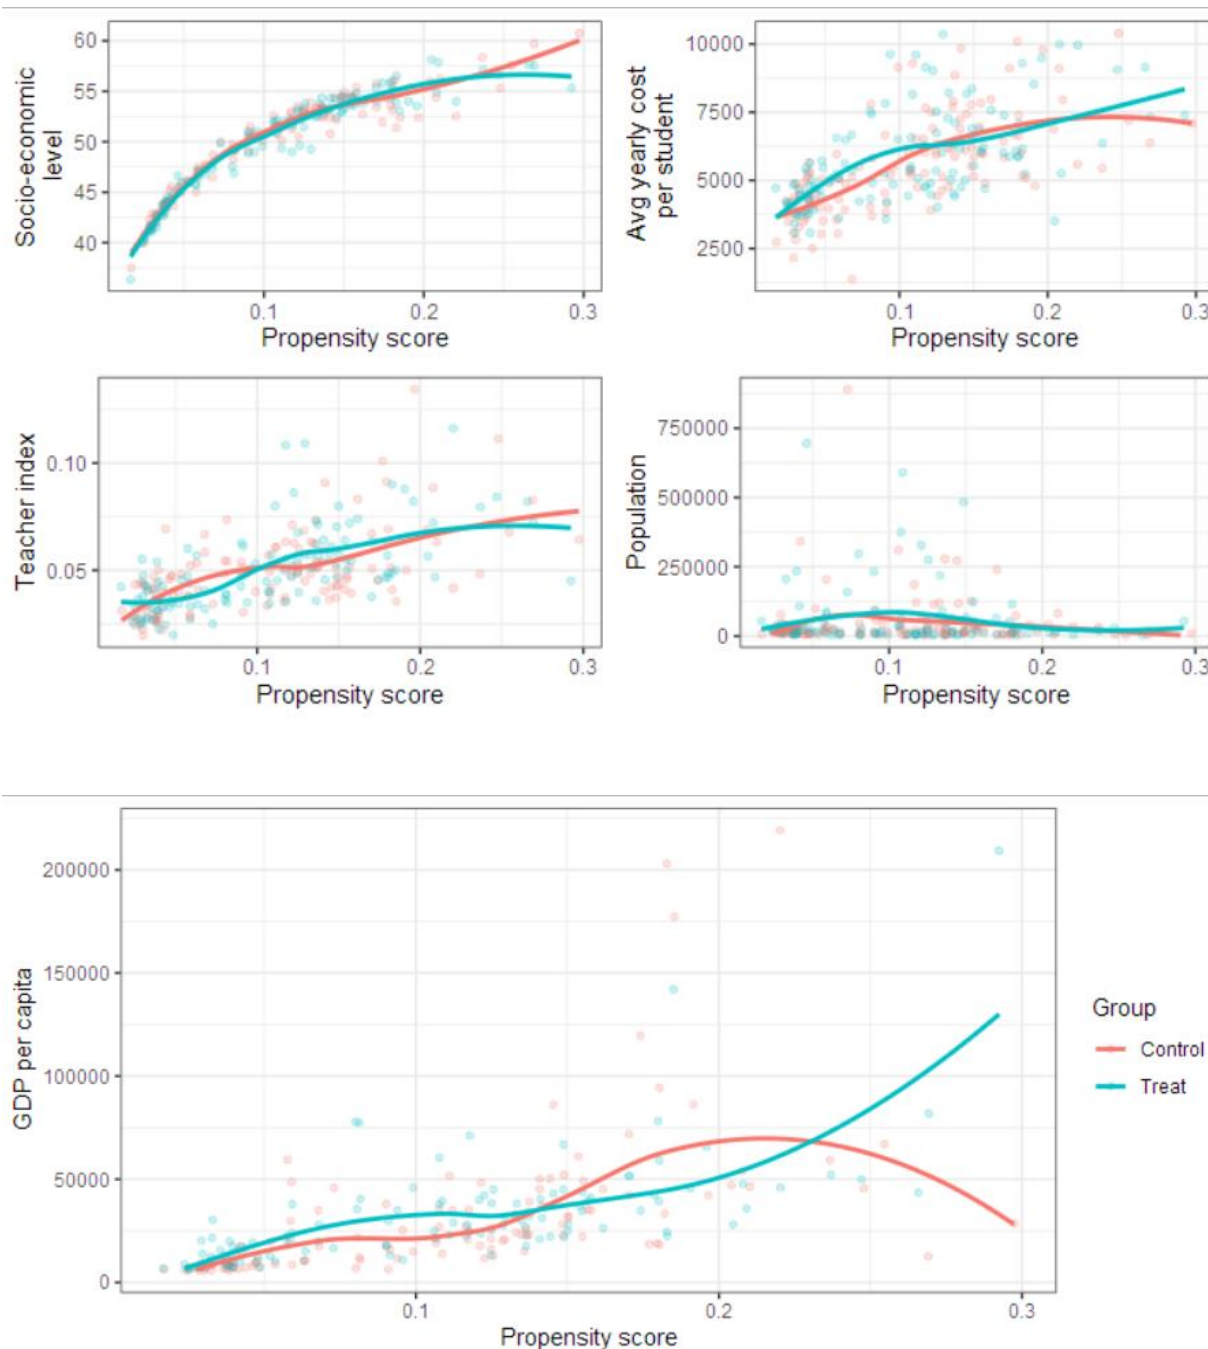 Socio-economic
level
60
55
50
45
40
0.1 0.2 0.3
Propensity score
Avg yearly cost
per student
10000
7500
5000
2500
0.1 0.2 0.3
Propensity score
Teacher index
0.10
0.05
0.1 0.2 0.3
Propensity score
Population
750000
500000
250000
0
0.1 0.2 0.3
Propensity score
GDP per capita
200000
150000
100000
50000
0
0.1 0.2 0.3
Propensity score
Group
Control
Treat